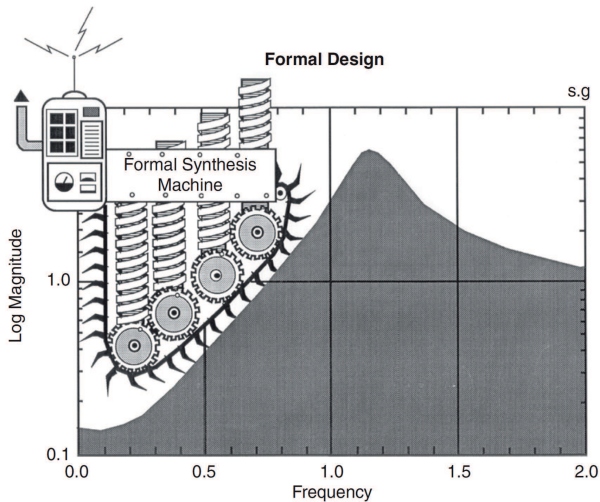 Formal Design
s.g
Formal Synthesis
Machine
Log Magnitude
1.0
0.1
0.0
0.5
1.0
1.5
2.0
Frequency